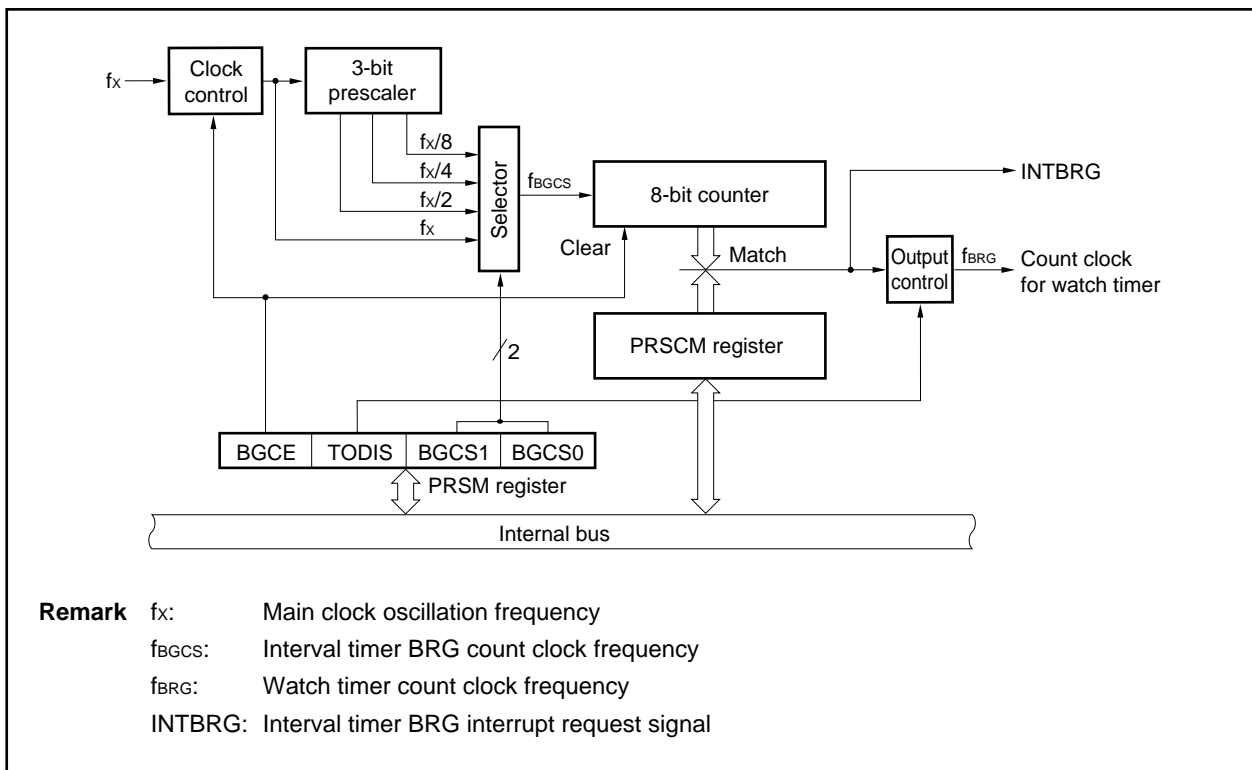 fX
Clock
control
3-bit
prescaler
fX/8
fX/4
fX/2
fX
Selector
fBGCS
8-bit counter
Clear
Match
INTBRG
Output
control
fBRG
Count clock
for watch timer
PRSCM register
2
BGCE TODIS BGCS1 BGCS0
PRSM register
Internal bus
Remark fX: Main clock oscillation frequency
fBGCS: Interval timer BRG count clock frequency
fBRG: Watch timer count clock frequency
INTBRG: Interval timer BRG interrupt request signal